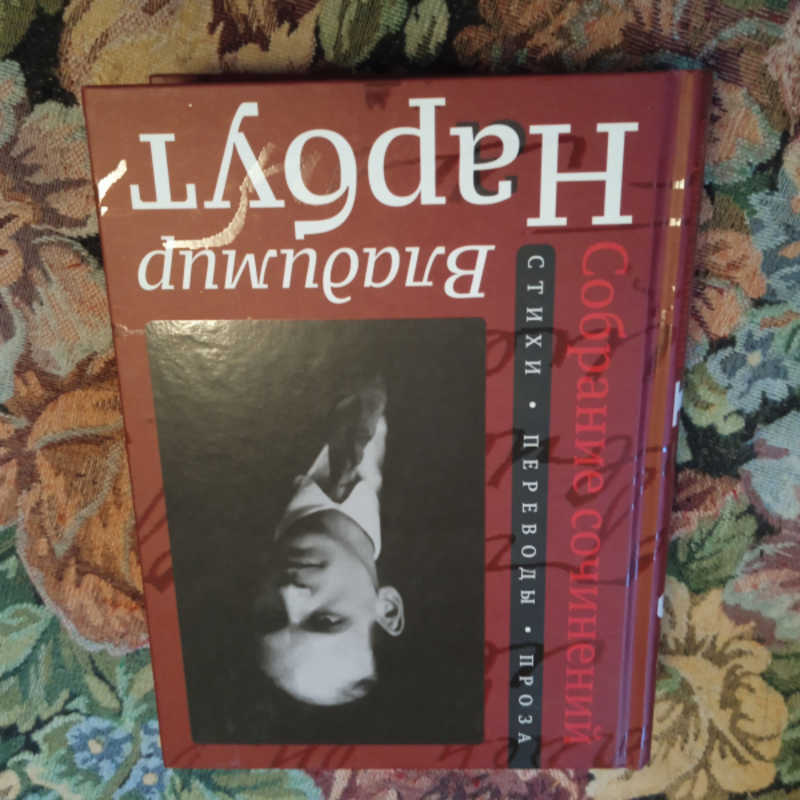 Владимир
Нарбут
Собрание сочинений
СТИХИ • ПЕРЕВОДЫ • ПРОЗА